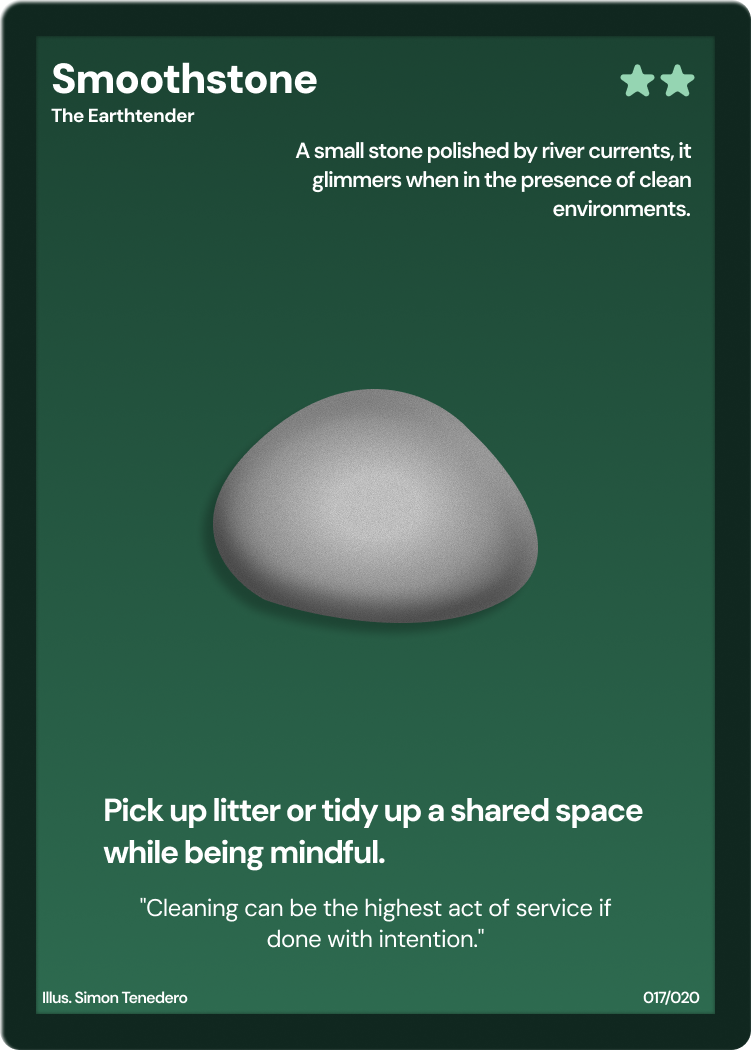 Smoothstone
The Earthtender
A small stone polished by river currents, it
glimmers when in the presence of clean
environments.
Pick up litter or tidy up a shared space
while being mindful.
"Cleaning can be the highest act of service if
done with intention."
Illus. Simon Tenedero
017/020